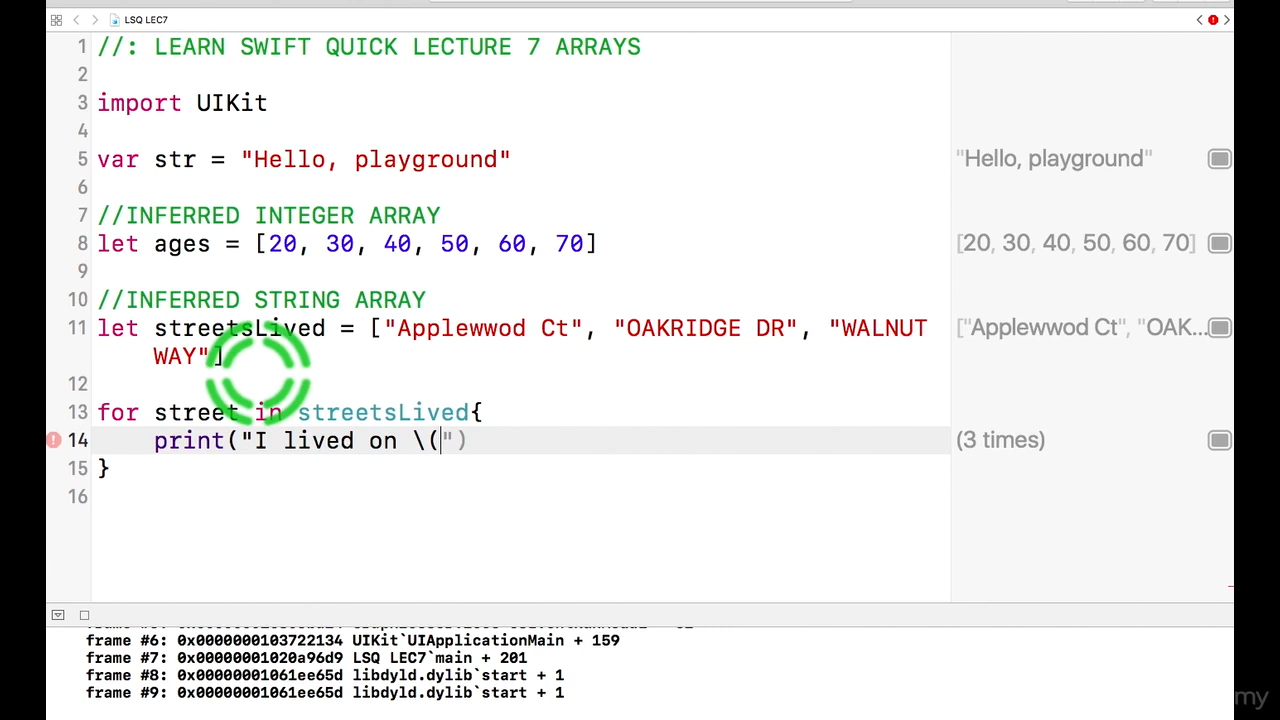 LSQ LEC7
1 //: LEARN SWIFT QUICK LECTURE 7 ARRAYS
2
3 import UIKit
4
5 var str = "Hello, playground" "Hello, playground"
6
7 //INFERRED INTEGER ARRAY
8 let ages = [20, 30, 40, 50, 60, 70] [20, 30, 40, 50, 60, 70]
9
10 //INFERRED STRING ARRAY
11 let streetsLived = ["Applewwod Ct", "OAKRIDGE DR", "WALNUT ["Applewwod Ct", "OAK...
WAY"]
12
13 for street in streetsLived{
14 print("I lived on \(") (3 times)
15 }
16
frame #6: 0x0000000103722134 UIKit`UIApplicationMain + 159
frame #7: 0x00000001020a96d9 LSQ LEC7`main + 201
frame #8: 0x00000001061ee65d libdyld.dylib`start + 1
frame #9: 0x00000001061ee65d libdyld.dylib`start + 1
my